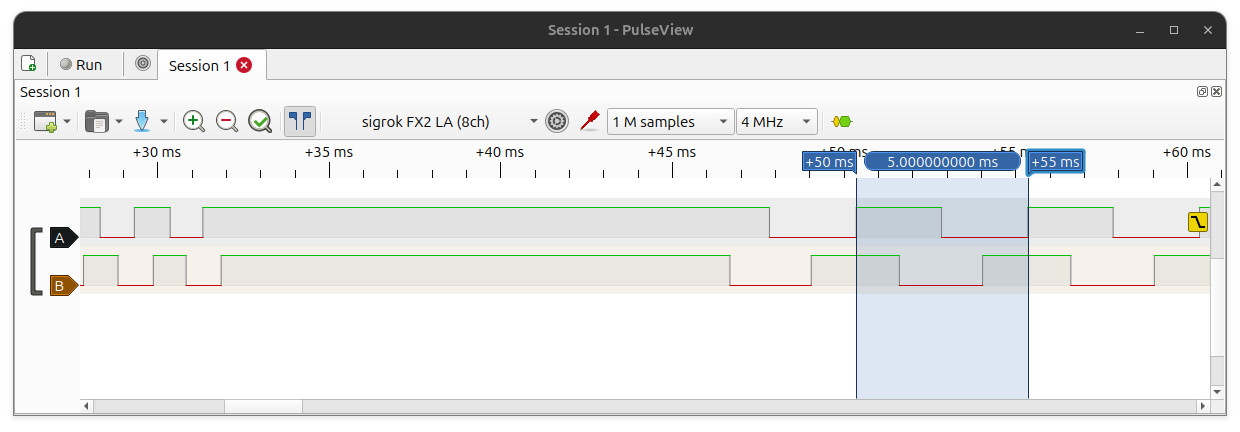 Session 1 - PulseView
Run
Session 1
Session 1
sigrok FX2 LA (8ch)
1 M samples
4 MHz
+30 ms
+35 ms
+40 ms
+45 ms
+60 ms
+50 ms
5.000000000 ms
+55 ms
A
B